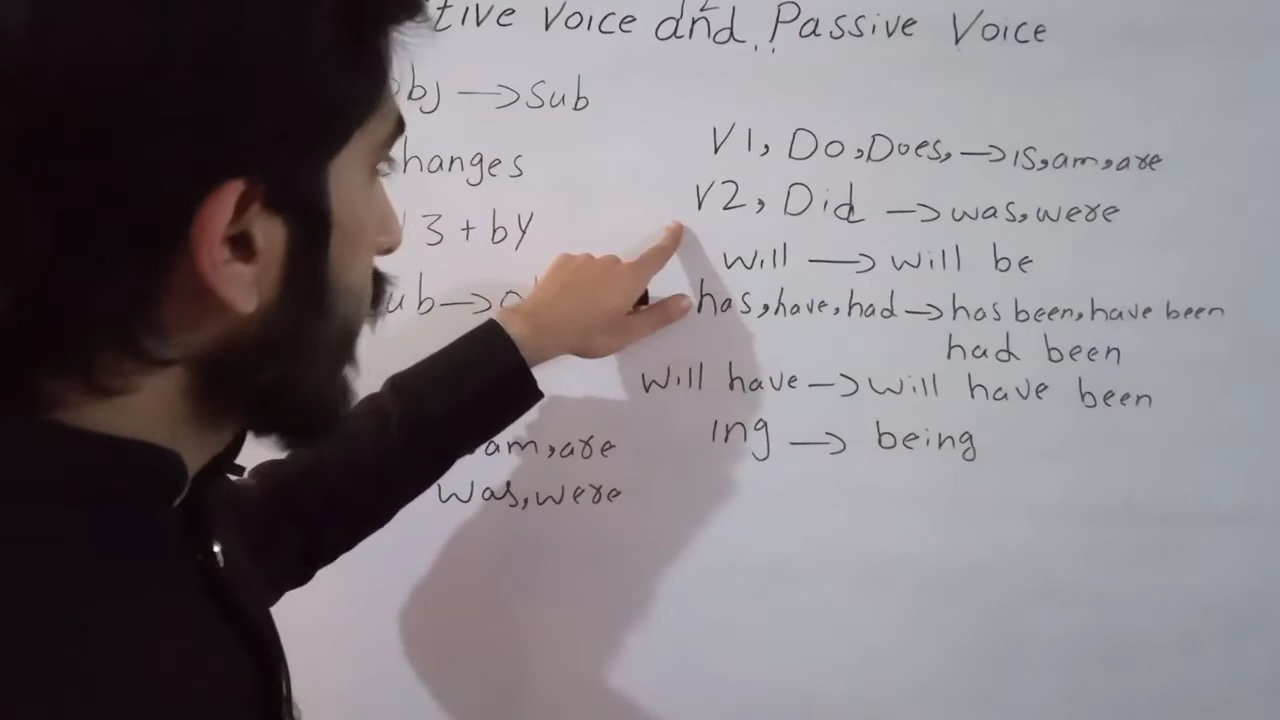 tive Voice and Passive Voice
bj → Sub
hanges
3 + by
ub →
am, are
was, were
V1, Do, Does, → is, am, are
V2, Did → was, were
will → will be
has, have, had → has been, have been
had been
Will have → will have been
ing → being